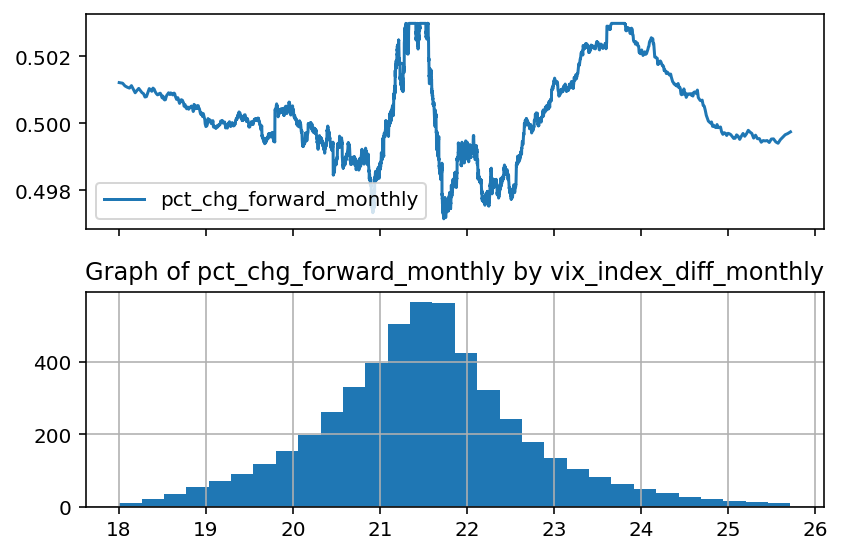 0.502
0.500
0.498
pct_chg_forward_monthly
Graph of pct_chg_forward_monthly by vix_index_diff_monthly
400
200
0
18 19 20 21 22 23 24 25 26